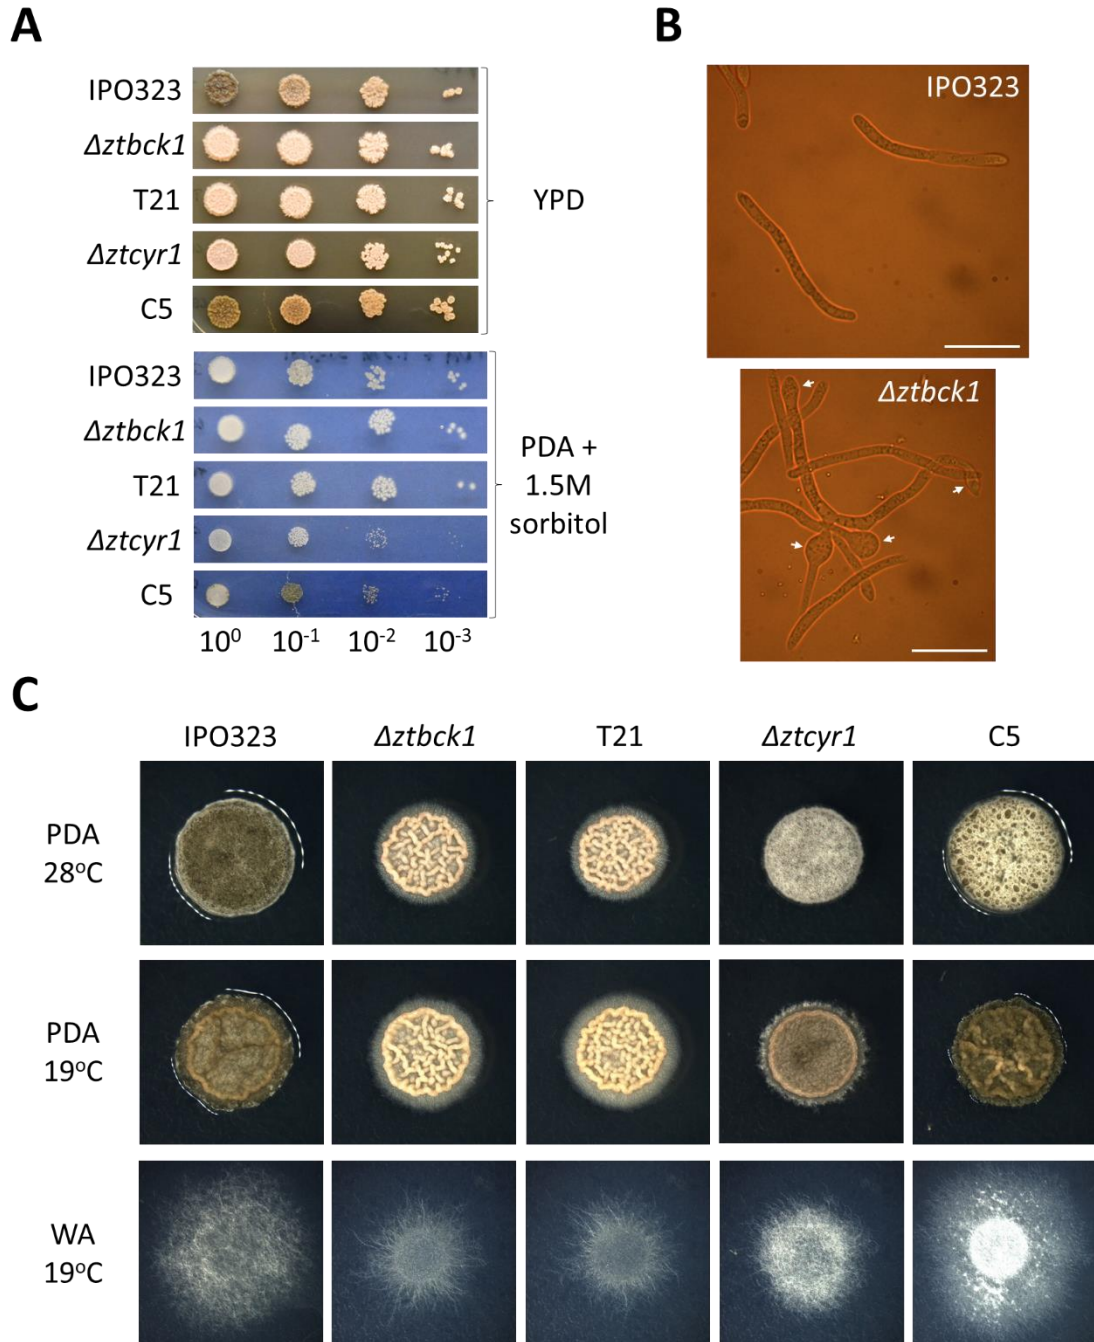 A
IPO323
Δztbck1
T21
Δztcyr1
C5
YPD
IPO323
Δztbck1
T21
Δztcyr1
C5
PDA +
1.5M
sorbitol
10⁰ 10⁻¹ 10⁻² 10⁻³
B
IPO323
Δztbck1
C
IPO323 Δztbck1 T21 Δztcyr1 C5
PDA
28°C
PDA
19°C
WA
19°C